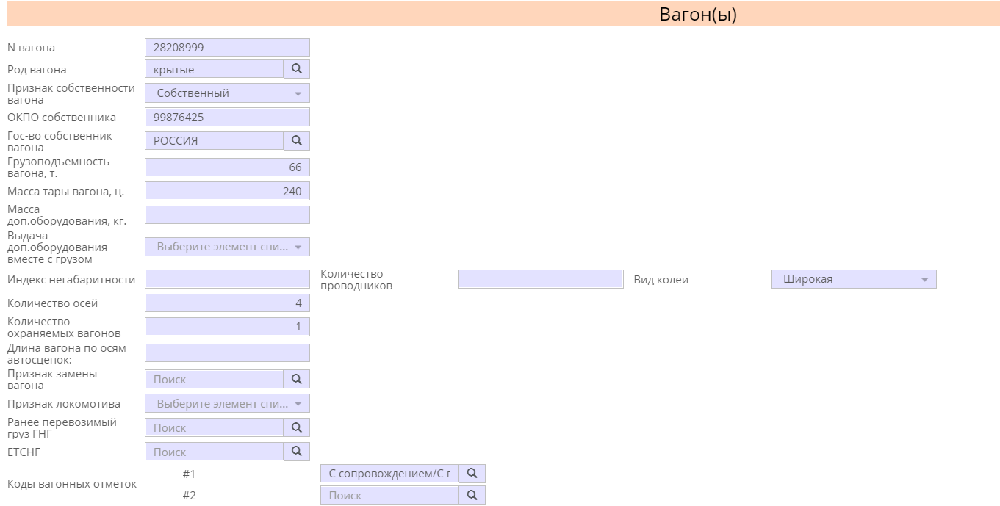 Вагон(ы)
N вагона
28208999
Род вагона
крытые
Признак собственности
вагона
Собственный
ОКПО собственника
99876425
Гос-во собственник
вагона
РОССИЯ
Грузоподъемность
вагона, т.
66
Масса тары вагона, ц.
240
Масса
доп.оборудования, кг.
Выдача
доп.оборудования
вместе с грузом
Выберите элемент спи...
Индекс негабаритности
Количество
проводников
Вид колеи
Широкая
Количество осей
4
Количество
охраняемых вагонов
1
Длина вагона по осям
автосцепок:
Признак замены
вагона
Поиск
Признак локомотива
Выберите элемент спи...
Ранее перевозимый
груз ГНГ
Поиск
ЕТСНГ
Поиск
Коды вагонных отметок
#1
С сопровождением/С г
#2
Поиск